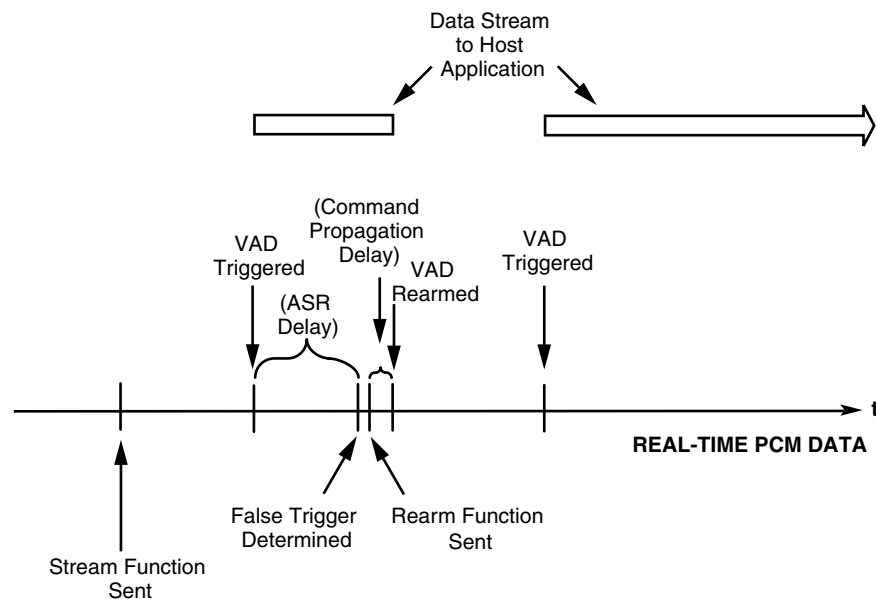 Data Stream
to Host
Application
(Command
Propagation
Delay)
VAD
Triggered
VAD
Rearmed
VAD
Triggered
(ASR
Delay)
t
REAL-TIME PCM DATA
False Trigger
Determined
Rearm Function
Sent
Stream Function
Sent